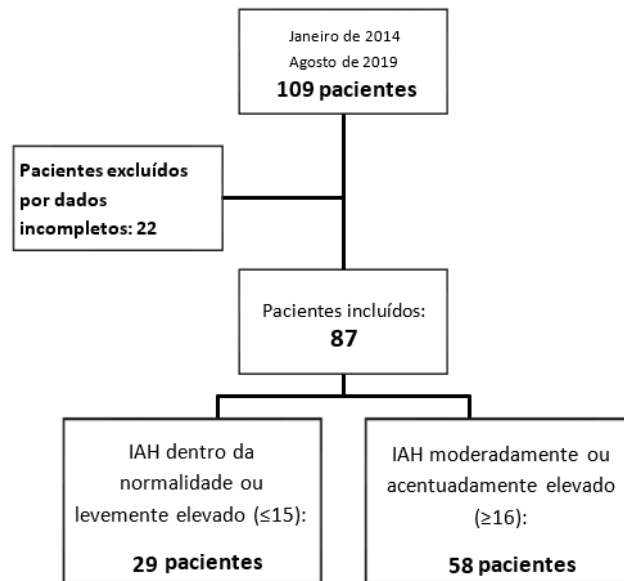 Janeiro de 2014
Agosto de 2019
109 pacientes
Pacientes excluídos
por dados
incompletos: 22
Pacientes incluídos:
87
IAH dentro da
normalidade ou
levemente elevado (≤15):
29 pacientes
IAH moderadamente ou
acentuadamente elevado
(≥16):
58 pacientes